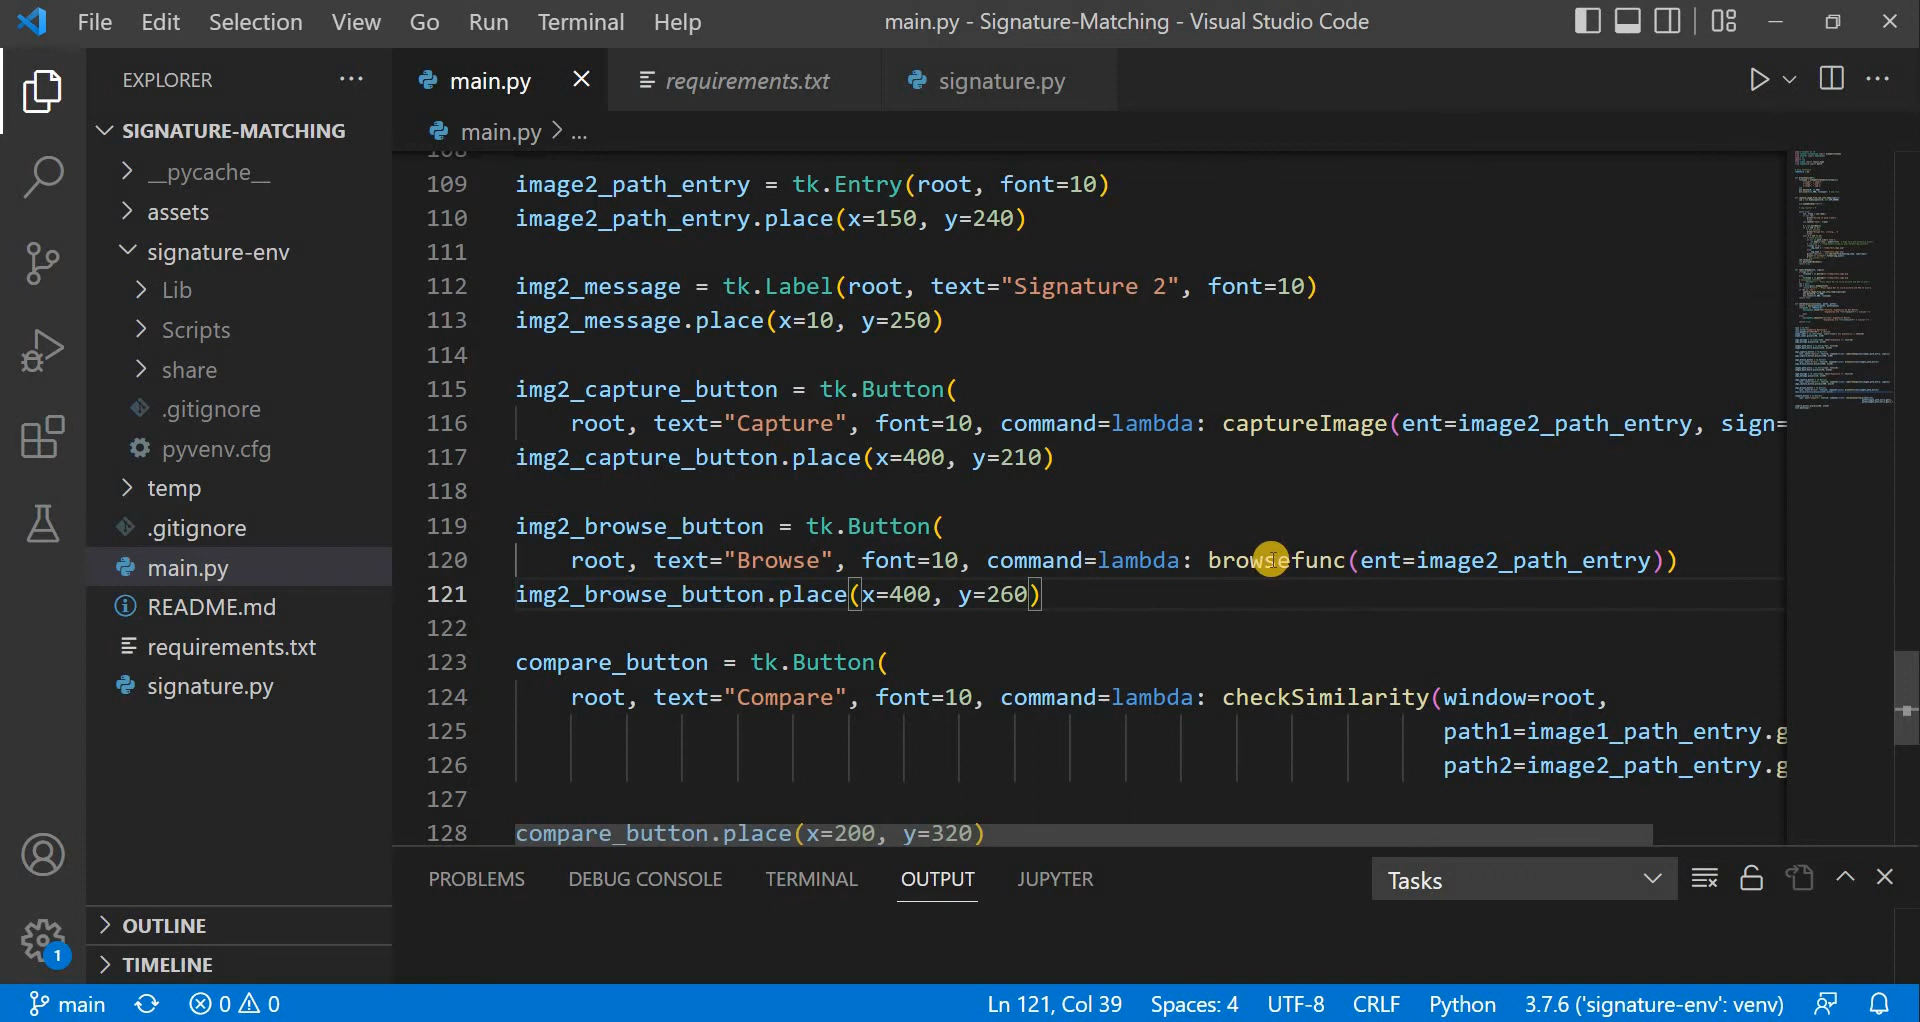 File Edit Selection View Go Run Terminal Help main.py - Signature-Matching - Visual Studio Code
EXPLORER
main.py requirements.txt signature.py
SIGNATURE-MATCHING
main.py > ...
__pycache__
assets
signature-env
Lib
Scripts
share
.gitignore
pyvenv.cfg
temp
.gitignore
main.py
README.md
requirements.txt
signature.py
OUTLINE
TIMELINE
108
109 image2_path_entry = tk.Entry(root, font=10)
110 image2_path_entry.place(x=150, y=240)
111
112 img2_message = tk.Label(root, text="Signature 2", font=10)
113 img2_message.place(x=10, y=250)
114
115 img2_capture_button = tk.Button(
116 root, text="Capture", font=10, command=lambda: captureImage(ent=image2_path_entry, sign=
117 img2_capture_button.place(x=400, y=210)
118
119 img2_browse_button = tk.Button(
120 root, text="Browse", font=10, command=lambda: browsefunc(ent=image2_path_entry))
121 img2_browse_button.place(x=400, y=260)
122
123 compare_button = tk.Button(
124 root, text="Compare", font=10, command=lambda: checkSimilarity(window=root,
125 path1=image1_path_entry.g
126 path2=image2_path_entry.g
127
128 compare_button.place(x=200, y=320)
PROBLEMS DEBUG CONSOLE TERMINAL OUTPUT JUPYTER Tasks
1
main 0 0 Ln 121, Col 39 Spaces: 4 UTF-8 CRLF Python 3.7.6 ('signature-env': venv)